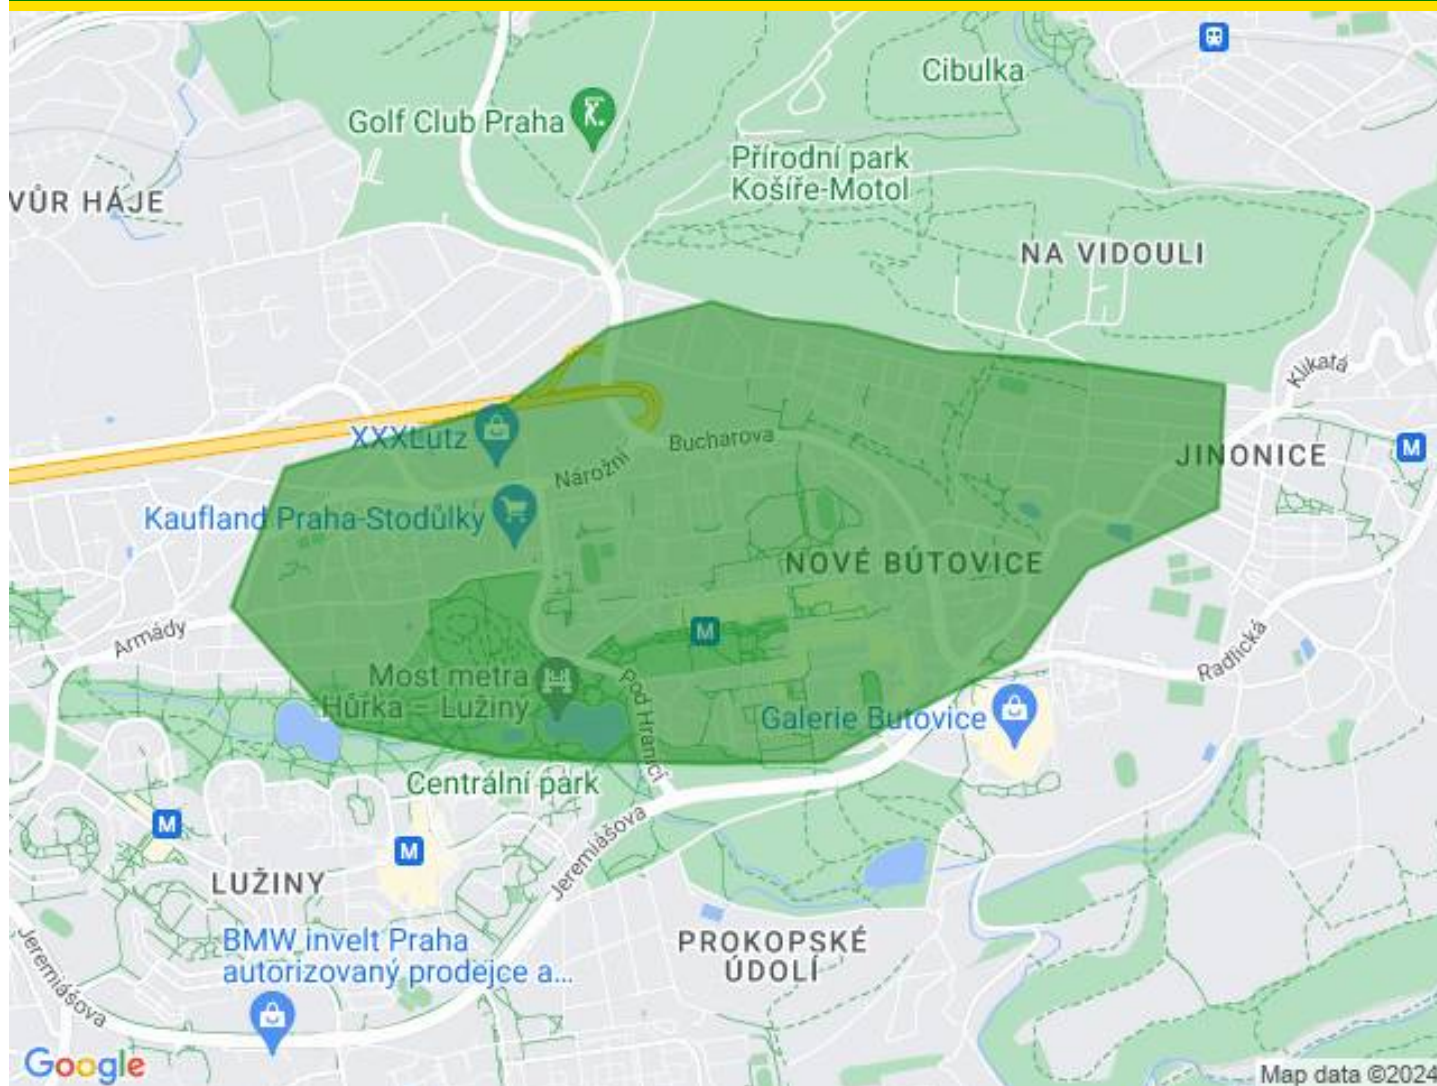 Cibulka
Golf Club Praha
Přírodní park
Košíře-Motol
VŮR HÁJE
NA VIDOULI
Klikatá
XXXLutz
Bucharova
JINONICE
M
Nárožní
Kaufland Praha-Stodůlky
NOVÉ BÚTOVICE
Armády
M
Radlická
Most metra
Hůrka – Lužiny
Pod Hranicí
Galerie Butovice
Centrální park
M
M
Jeremiášova
LUŽINY
BMW invelt Praha
autorizovaný prodejce a...
PROKOPSKÉ
ÚDOLÍ
Jeremiášova
Google
Map data ©2024